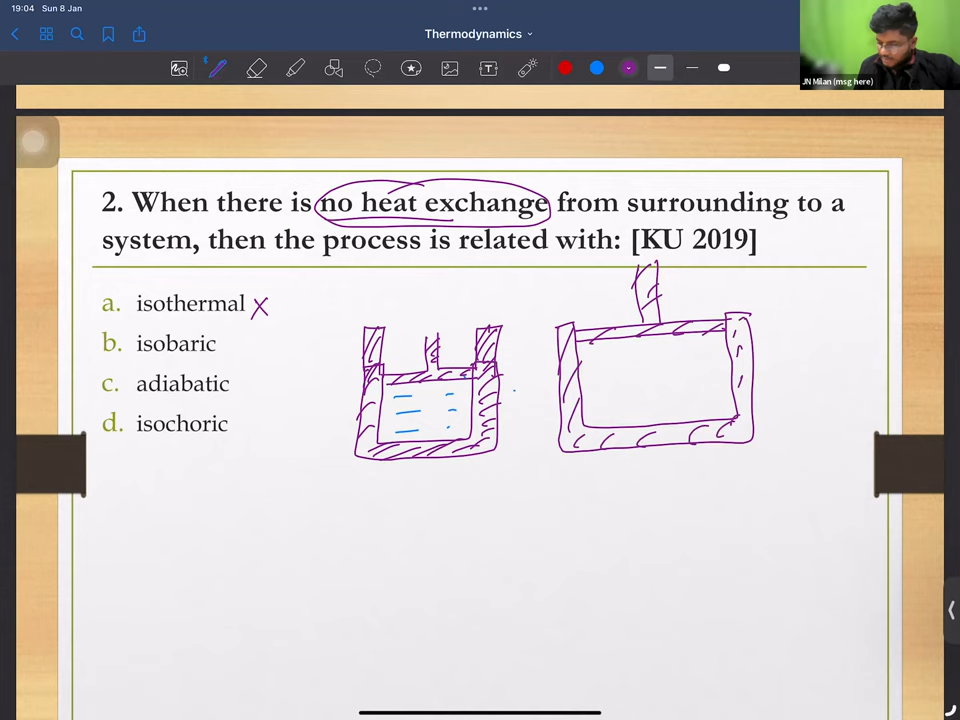 19:04 Sun 8 Jan
Thermodynamics
JN Milan (msg here)
2. When there is no heat exchange from surrounding to a
system, then the process is related with: [KU 2019]
a. isothermal X
b. isobaric
c. adiabatic
d. isochoric